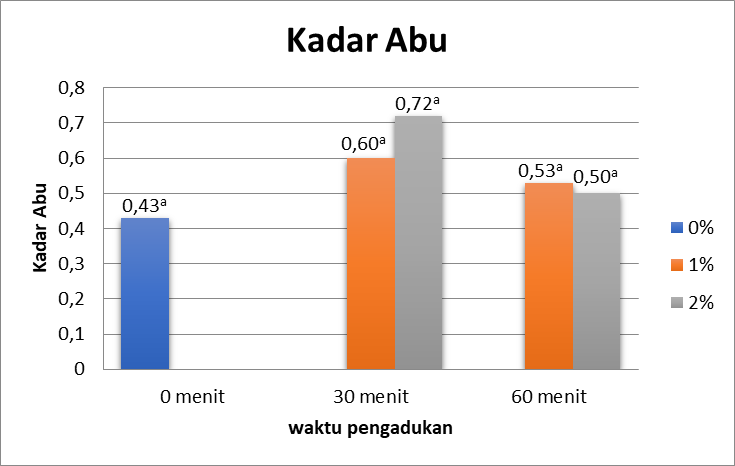 Kadar Abu
Kadar Abu
0,8
0,7
0,6
0,5
0,4
0,3
0,2
0,1
0
0,43ᵃ
0,60ᵃ
0,72ᵃ
0,53ᵃ
0,50ᵃ
0 menit
30 menit
60 menit
waktu pengadukan
0%
1%
2%